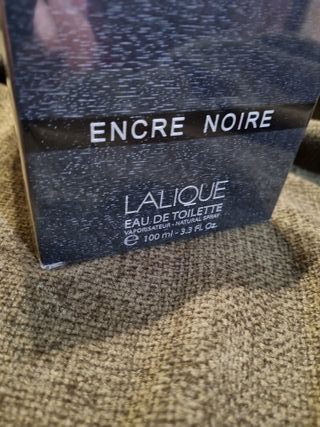 ENCRE NOIRE
LALIQUE
EAU DE TOILETTE
VAPORISATEUR - NATURAL SPRAY
℮ 100 ml - 3.3 Fl. Oz.